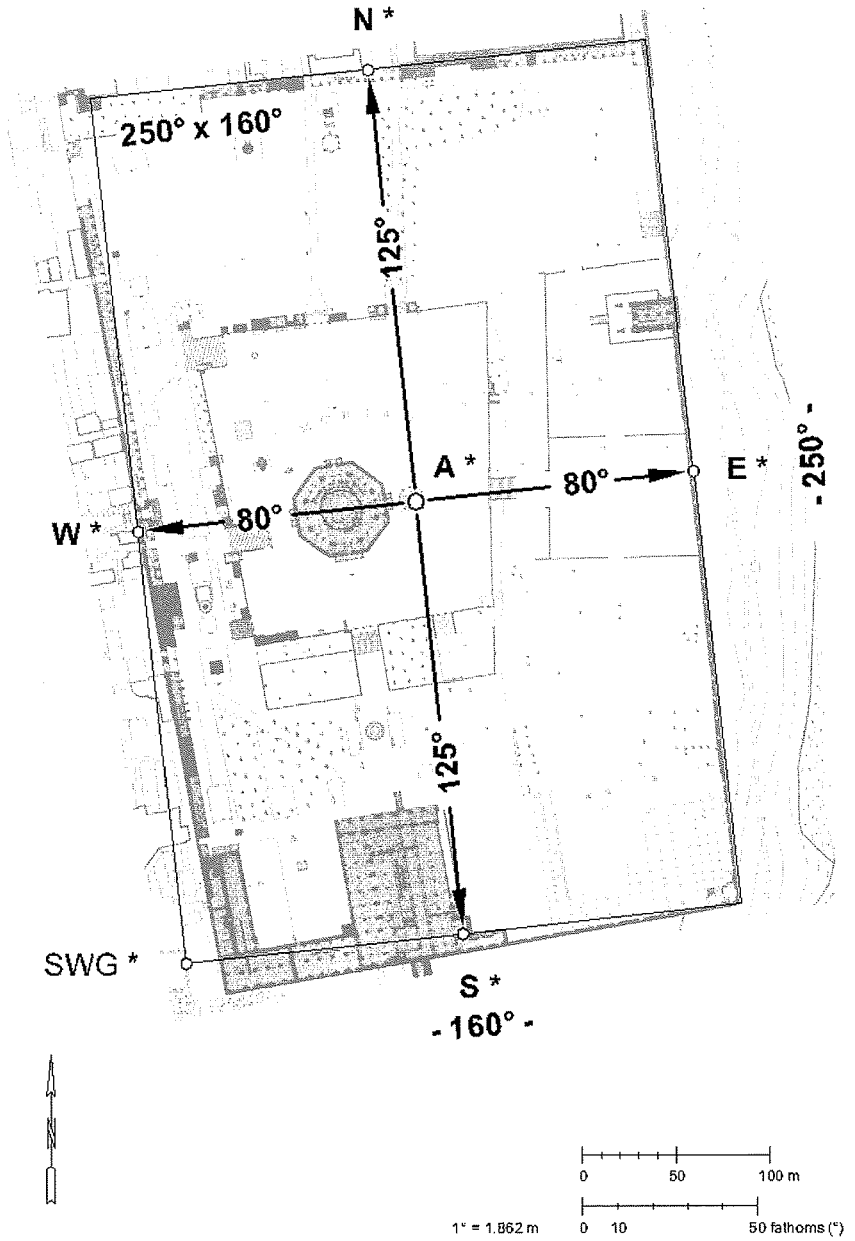 N *
250° x 160°
125°
A *
80°
80°
E *
W *
- 250° -
125°
SWG *
S *
- 160° -
N
0 50 100 m
1° = 1.862 m
0 10 50 fathoms (°)